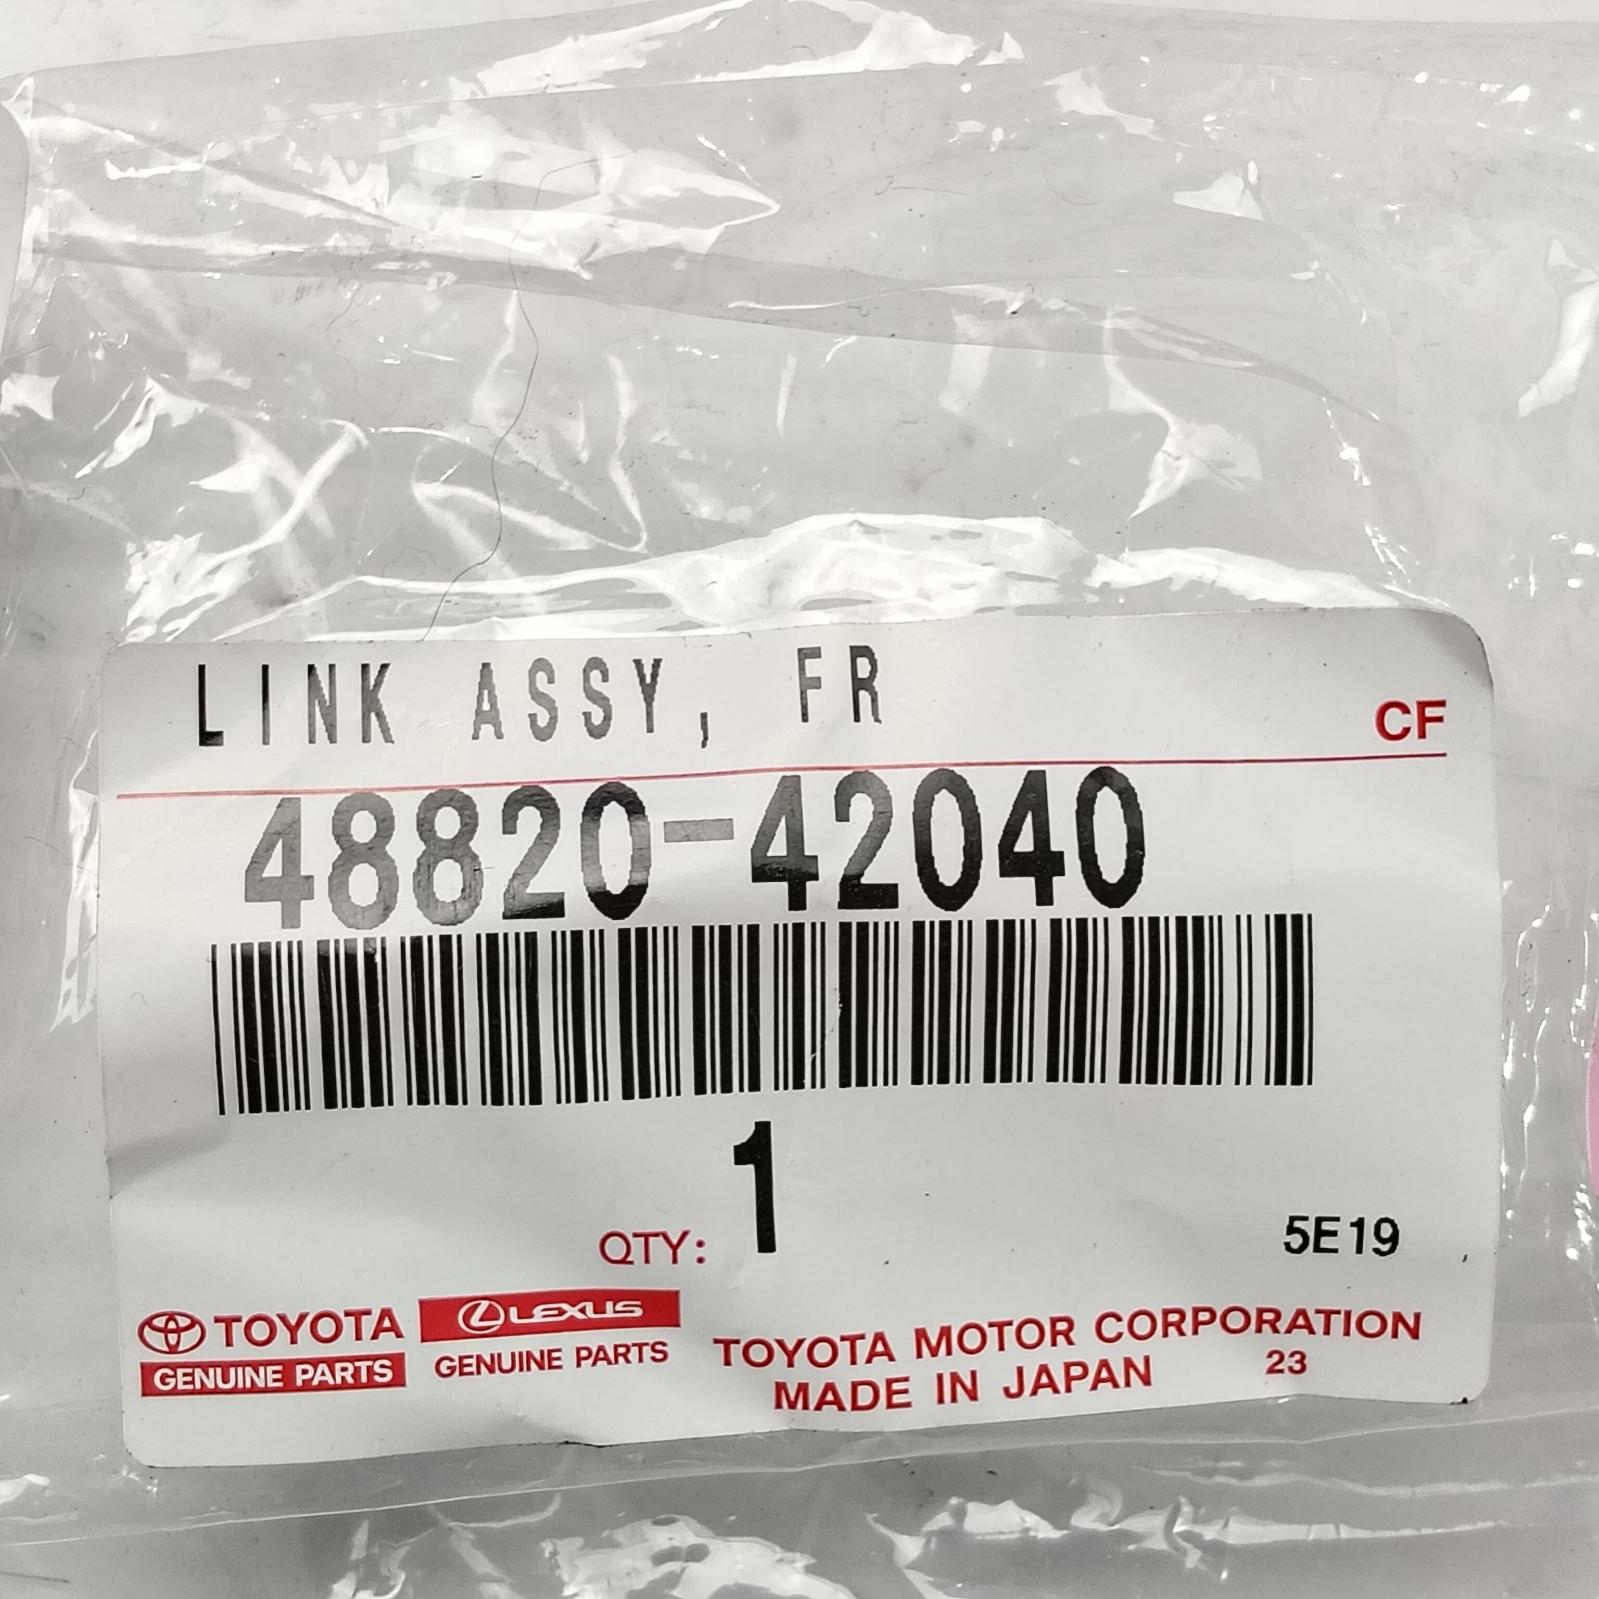 LINK ASSY, FR
CF
48820-42040
1
QTY:
5E19
TOYOTA
GENUINE PARTS
LEXUS
GENUINE PARTS
TOYOTA MOTOR CORPORATION
MADE IN JAPAN 23